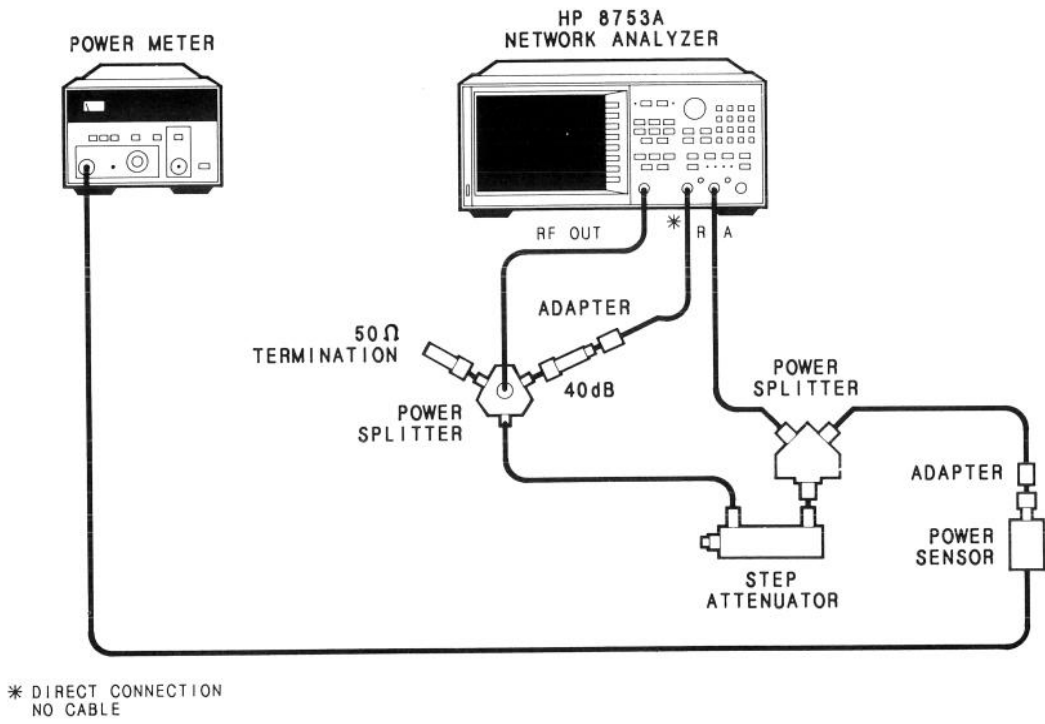 HP 8753A
NETWORK ANALYZER
POWER METER
RF OUT
* R A
ADAPTER
50Ω
TERMINATION
40dB
POWER
SPLITTER
POWER
SPLITTER
ADAPTER
POWER
SENSOR
STEP
ATTENUATOR
* DIRECT CONNECTION
NO CABLE